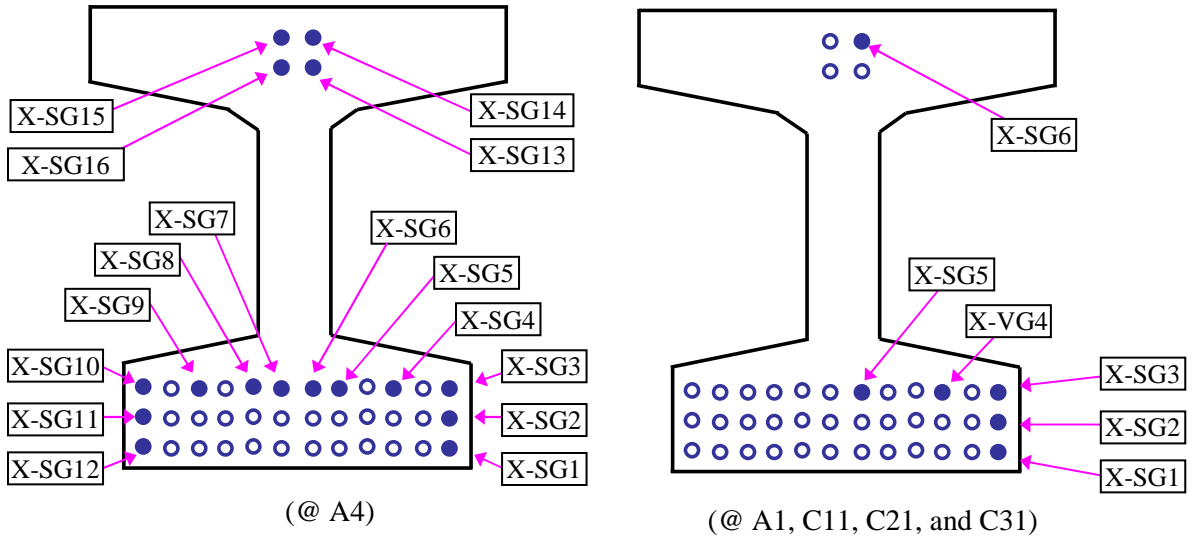 X-SG15
X-SG14
X-SG16
X-SG13
X-SG7
X-SG6
X-SG8
X-SG5
X-SG9
X-SG4
X-SG10
X-SG3
X-SG11
X-SG2
X-SG12
X-SG1
(@ A4)
X-SG6
X-SG5
X-VG4
X-SG3
X-SG2
X-SG1
(@ A1, C11, C21, and C31)